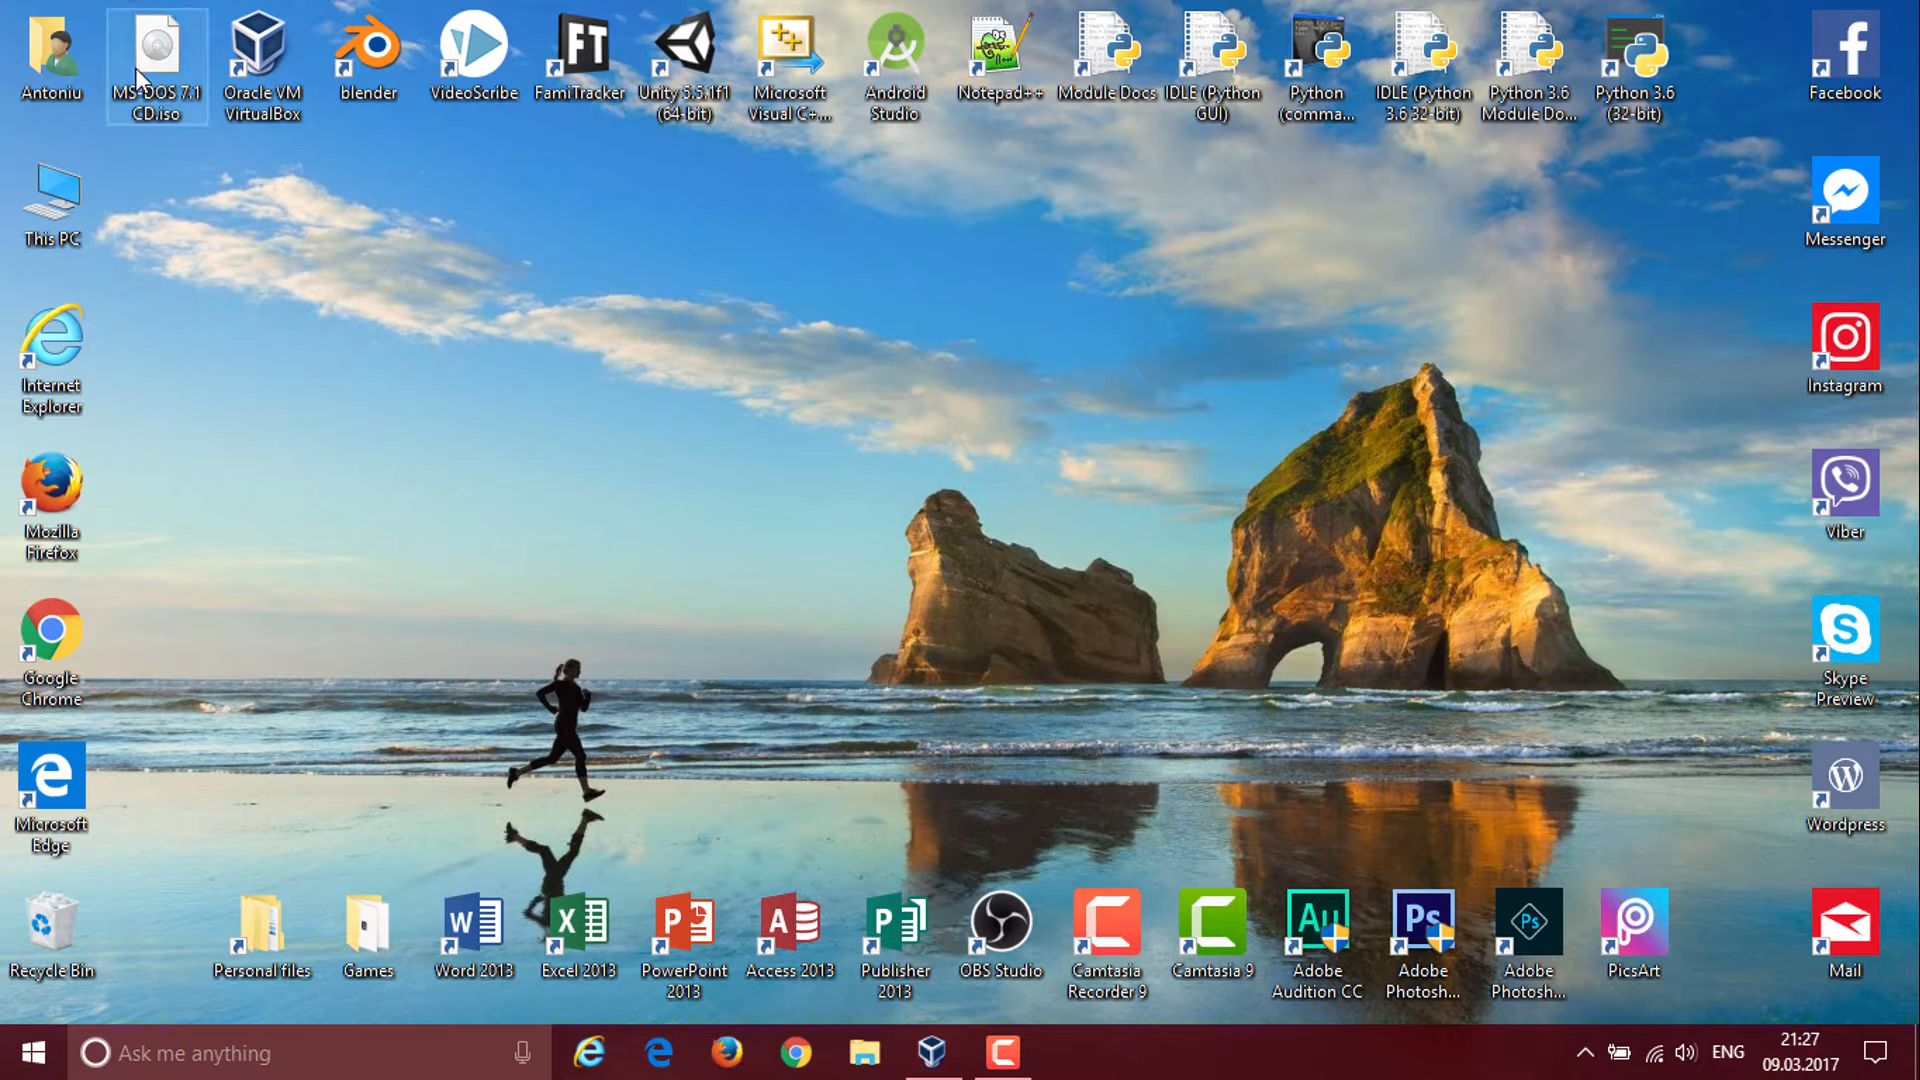 Antoniu
MS-DOS 7.1
CD.iso
Oracle VM
VirtualBox
blender
VideoScribe
FT
FamiTracker
Unity 5.5.1f1
(64-bit)
Microsoft
Visual C+...
Android
Studio
Notepad++
Module Docs
IDLE (Python
GUI)
Python
(comma...
IDLE (Python
3.6 32-bit)
Python 3.6
Module Do...
Python 3.6
(32-bit)
Facebook
This PC
Messenger
Internet
Explorer
Instagram
Mozilla
Firefox
Viber
Google
Chrome
Skype
Preview
Microsoft
Edge
Wordpress
Recycle Bin
Personal files
Games
Word 2013
Excel 2013
PowerPoint
2013
Access 2013
Publisher
2013
OBS Studio
Camtasia
Recorder 9
Camtasia 9
Au
Adobe
Audition CC
Ps
Adobe
Photosh...
Ps
Adobe
Photosh...
PicsArt
Mail
Ask me anything
ENG
21:27
09.03.2017